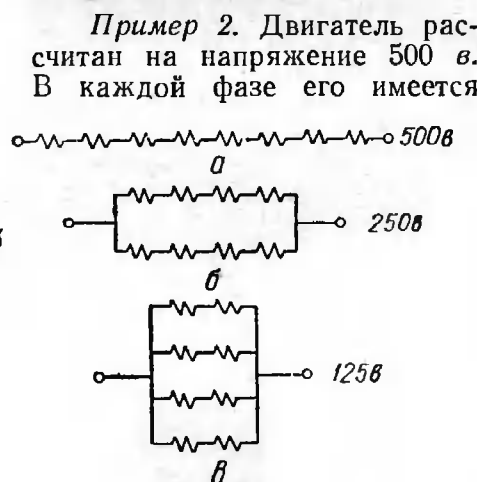 Пример 2. Двигатель рас-
считан на напряжение 500 в.
В каждой фазе его имеется
500в
а
250в
б
125в
в